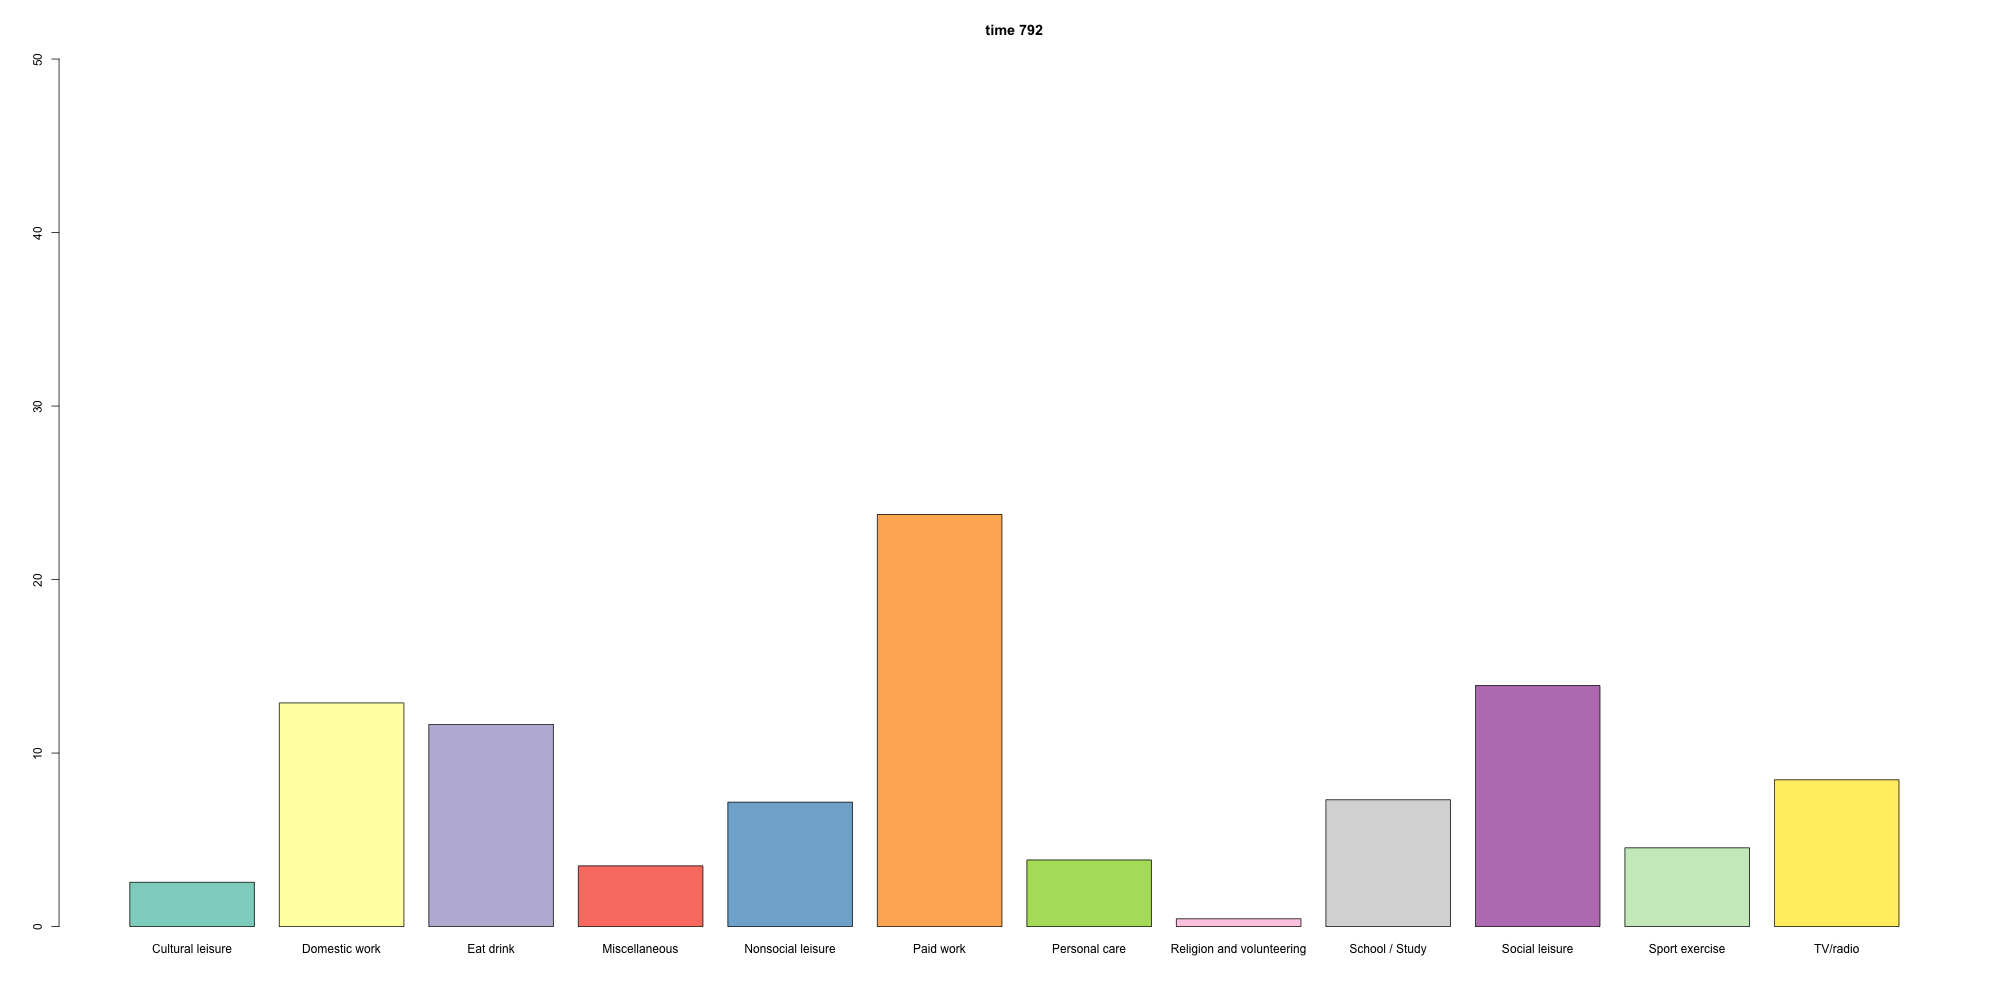 time 792
50
40
30
20
10
0
Cultural leisure
Domestic work
Eat drink
Miscellaneous
Nonsocial leisure
Paid work
Personal care
Religion and volunteering
School / Study
Social leisure
Sport exercise
TV/radio